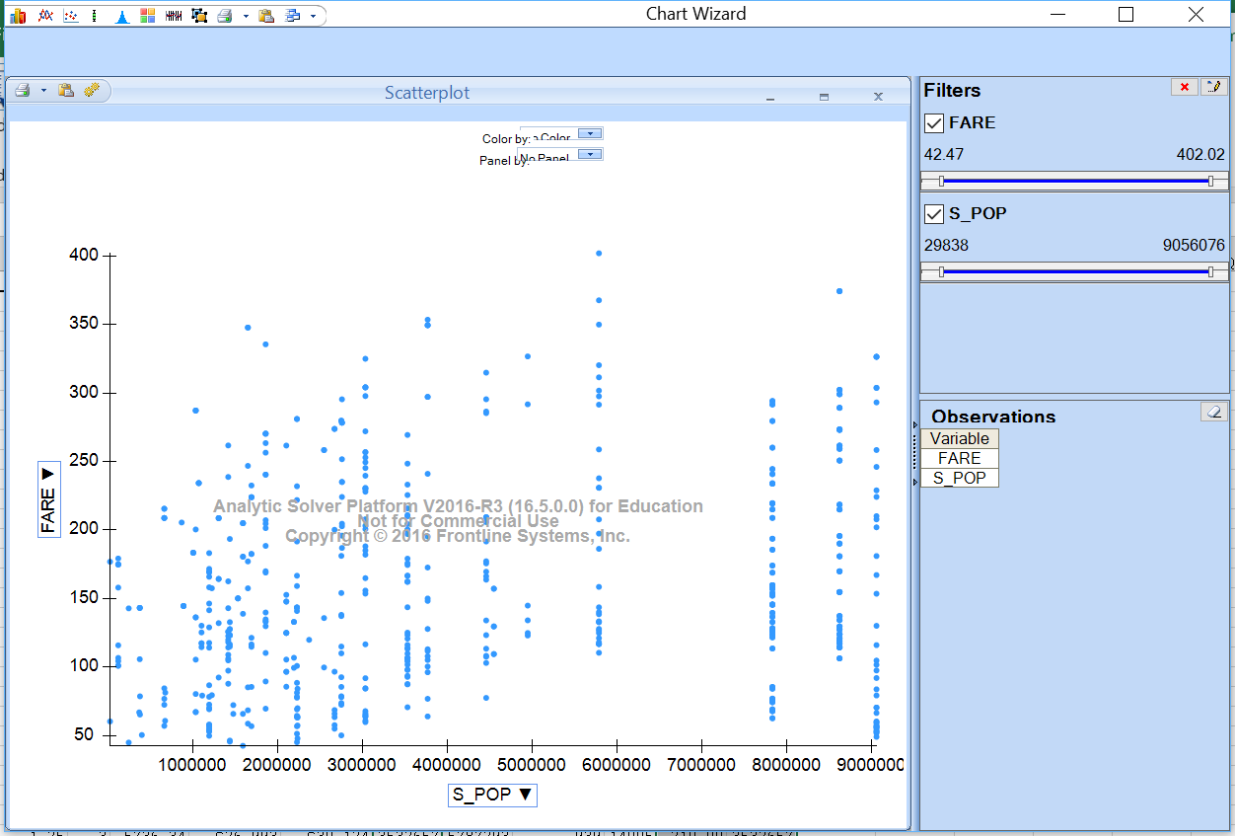 Chart Wizard
Scatterplot
Color by: Color
Panel by: No Panel
400
350
300
250
200
150
100
50
FARE ▼
Analytic Solver Platform V2016-R3 (16.5.0.0) for Education
Not for Commercial Use
Copyright © 2016 Frontline Systems, Inc.
1000000 2000000 3000000 4000000 5000000 6000000 7000000 8000000 9000000
S_POP ▼
Filters
FARE
42.47 402.02
S_POP
29838 9056076
Observations
Variable
FARE
S_POP